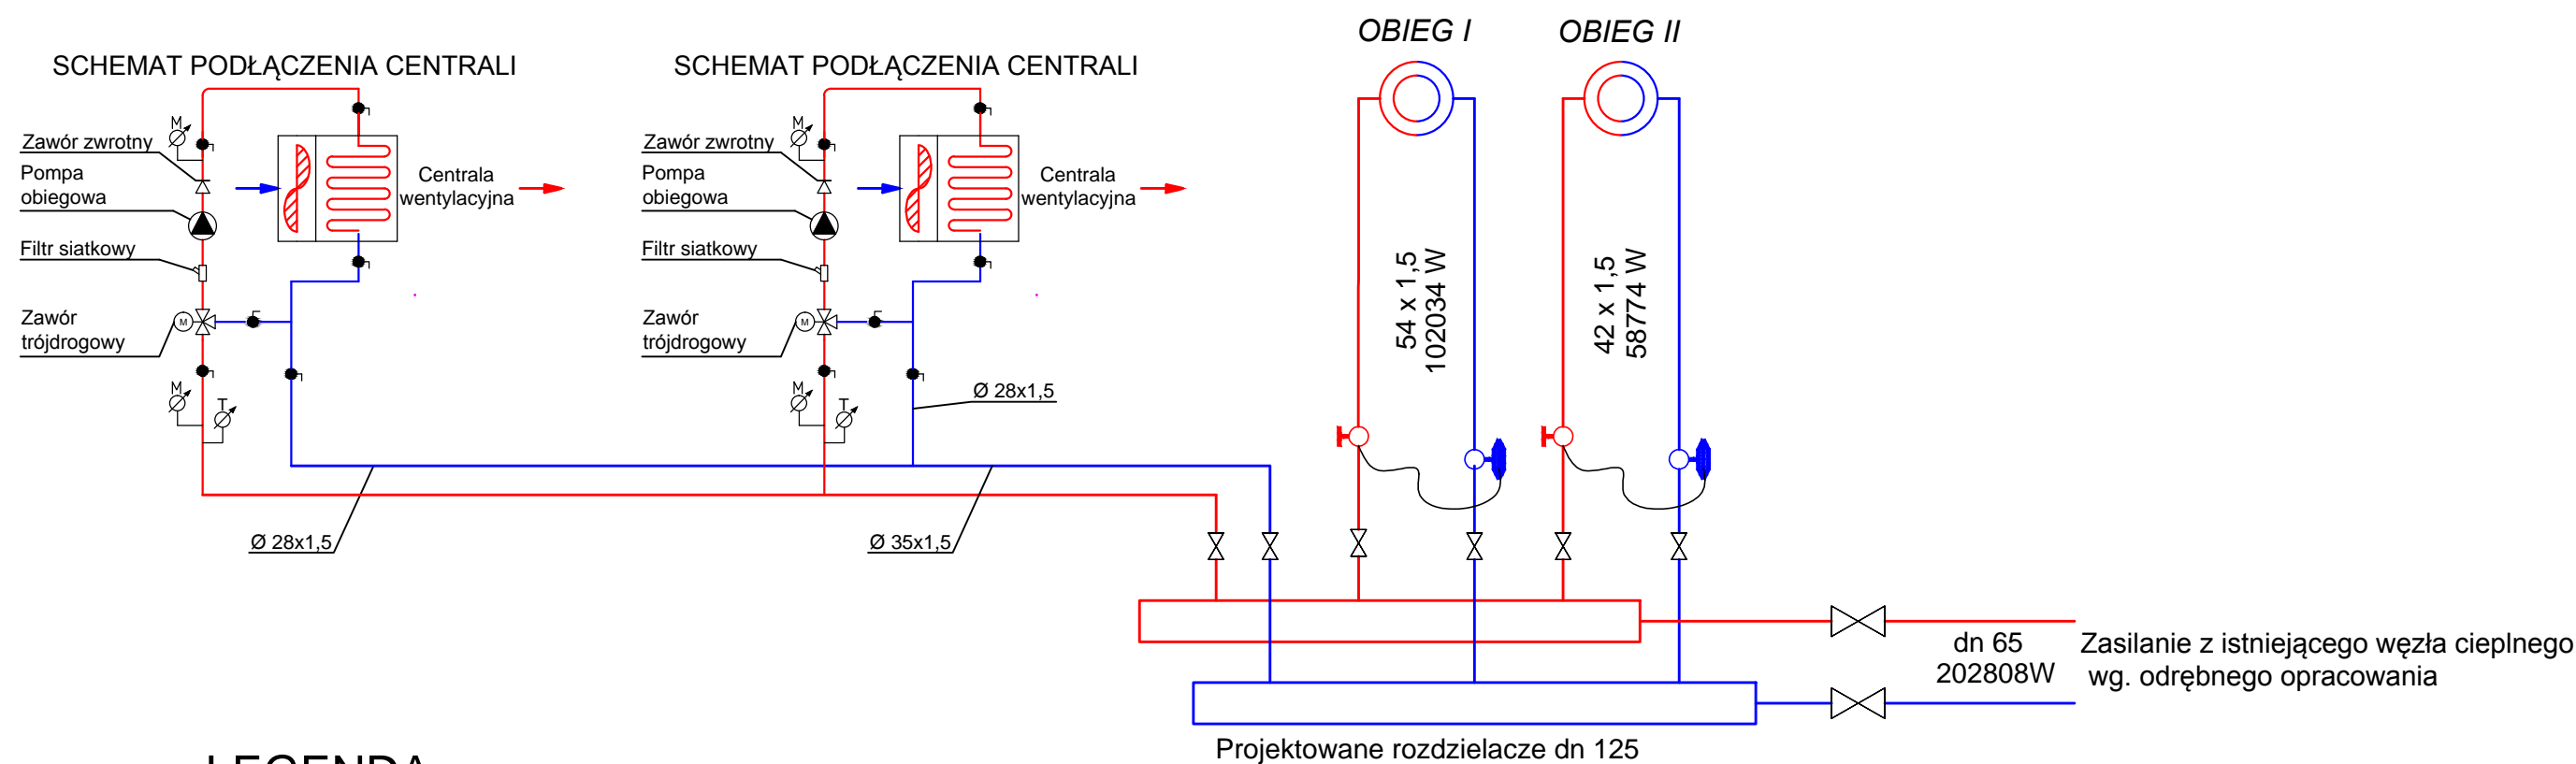 OBIEG I
OBIEG II
SCHEMAT PODŁĄCZENIA CENTRALI
SCHEMAT PODŁĄCZENIA CENTRALI
M
Zawór zwrotny
Pompa
obiegowa
Centrala
wentylacyjna
Filtr siatkowy
Zawór
trójdrogowy
M
M
T
M
Zawór zwrotny
Pompa
obiegowa
Centrala
wentylacyjna
Filtr siatkowy
Zawór
trójdrogowy
M
M
T
Ø 28x1,5
54 x 1,5
102034 W
42 x 1,5
58774 W
Ø 28x1,5
Ø 35x1,5
dn 65
202808W
Zasilanie z istniejącego węzła cieplnego
wg. odrębnego opracowania
Projektowane rozdzielacze dn 125
LEGENDA